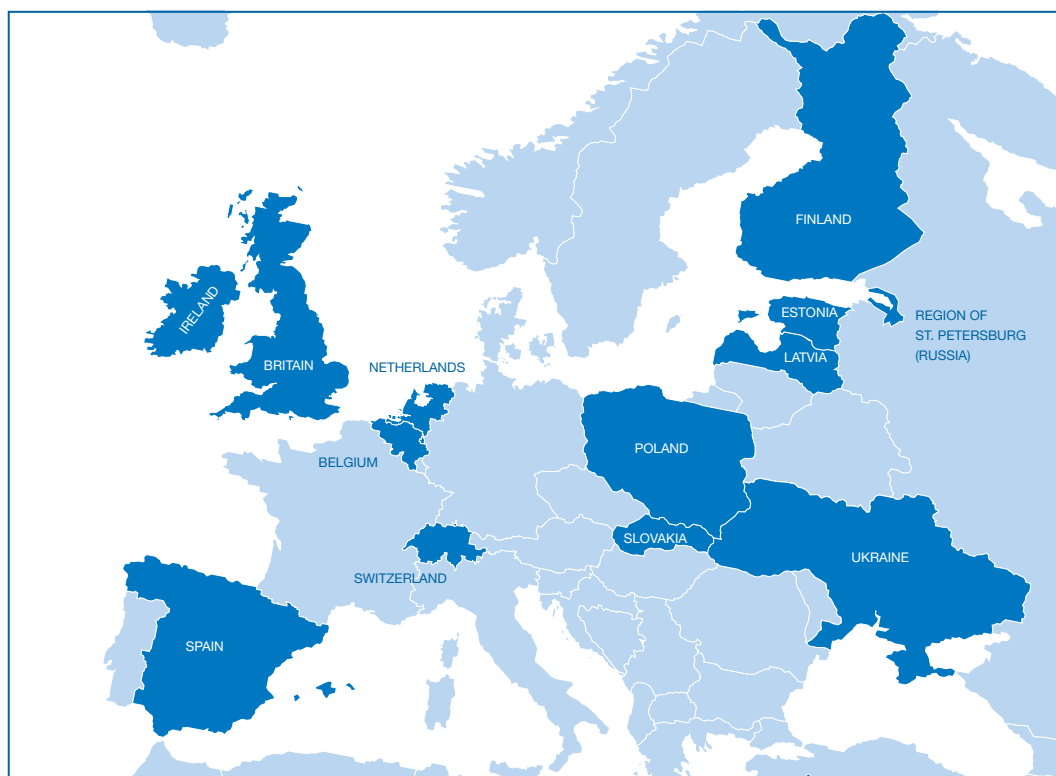 FINLAND
ESTONIA
REGION OF
ST. PETERSBURG
(RUSSIA)
IRELAND
LATVIA
BRITAIN
NETHERLANDS
POLAND
BELGIUM
SLOVAKIA
UKRAINE
SWITZERLAND
SPAIN